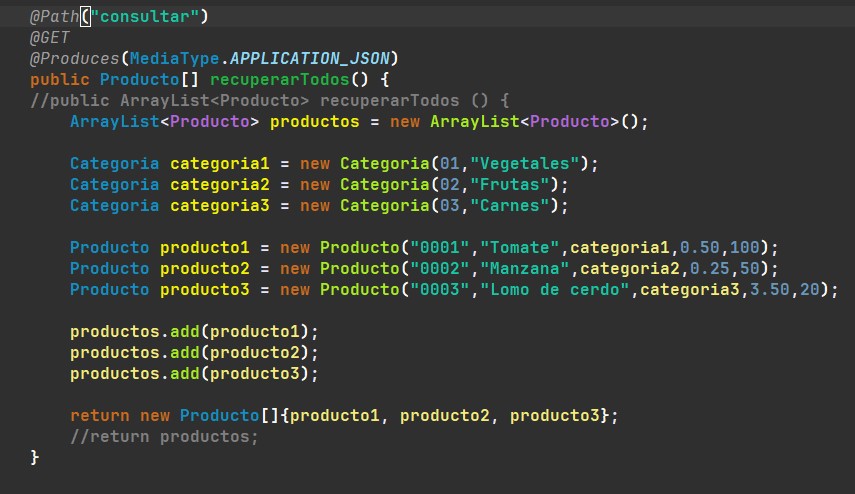 @Path("consultar")
@GET
@Produces(MediaType.APPLICATION_JSON)
public Producto[] recuperarTodos() {
//public ArrayList<Producto> recuperarTodos () {
    ArrayList<Producto> productos = new ArrayList<Producto>();

    Categoria categoria1 = new Categoria(01,"Vegetales");
    Categoria categoria2 = new Categoria(02,"Frutas");
    Categoria categoria3 = new Categoria(03,"Carnes");

    Producto producto1 = new Producto("0001","Tomate",categoria1,0.50,100);
    Producto producto2 = new Producto("0002","Manzana",categoria2,0.25,50);
    Producto producto3 = new Producto("0003","Lomo de cerdo",categoria3,3.50,20);

    productos.add(producto1);
    productos.add(producto2);
    productos.add(producto3);

    return new Producto[]{producto1, producto2, producto3};
    //return productos;
}